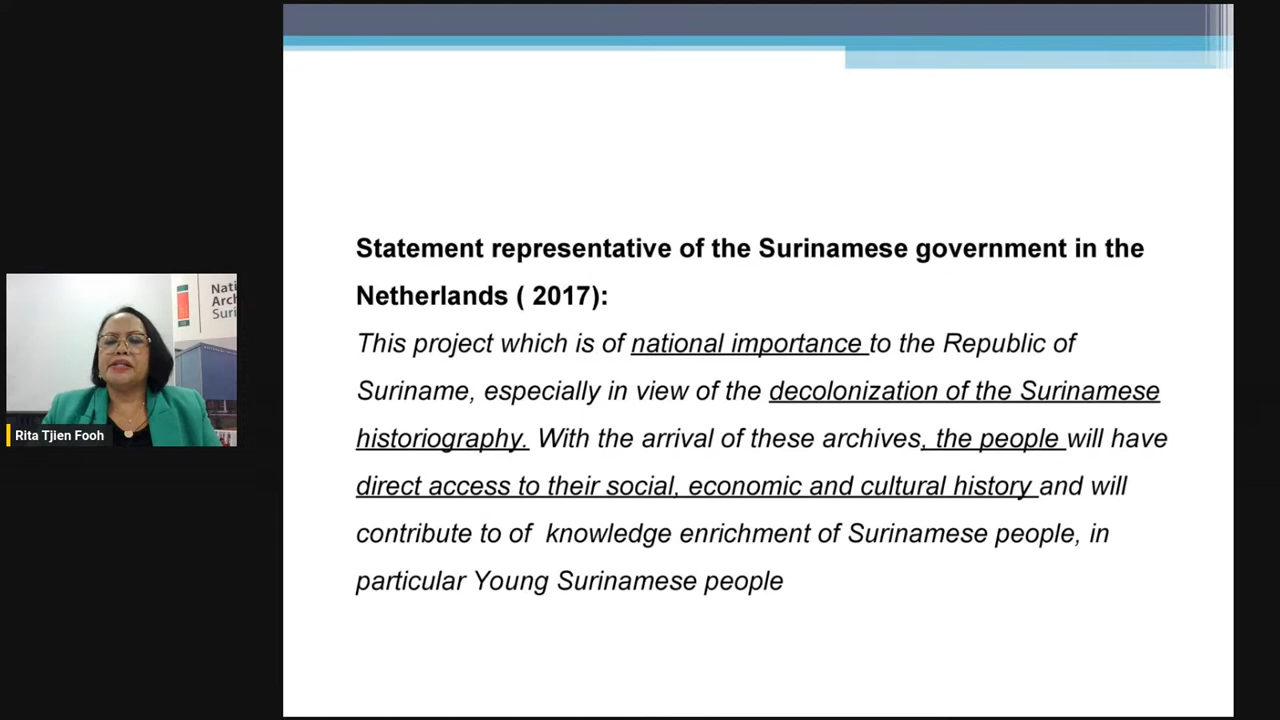 Statement representative of the Surinamese government in the
Netherlands ( 2017):
This project which is of national importance to the Republic of
Suriname, especially in view of the decolonization of the Surinamese
historiography. With the arrival of these archives, the people will have
direct access to their social, economic and cultural history and will
contribute to of knowledge enrichment of Surinamese people, in
particular Young Surinamese people
Nati
Arch
Suri
Rita Tjien Fooh